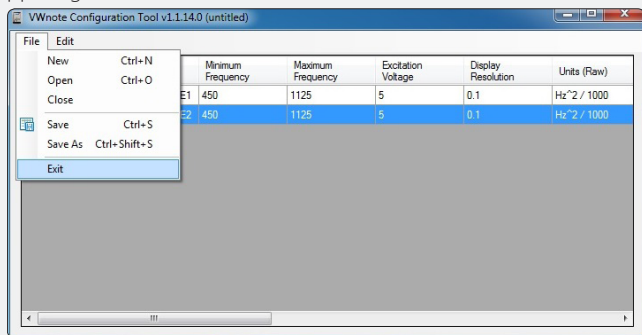 VWnote Configuration Tool v1.1.14.0 (untitled)
File Edit
New Ctrl+N
Open Ctrl+O
Close
Save Ctrl+S
Save As Ctrl+Shift+S
Exit
Minimum Frequency Maximum Frequency Excitation Voltage Display Resolution Units (Raw)
E1 450 1125 5 0.1 Hz^2 / 1000
E2 450 1125 5 0.1 Hz^2 / 1000